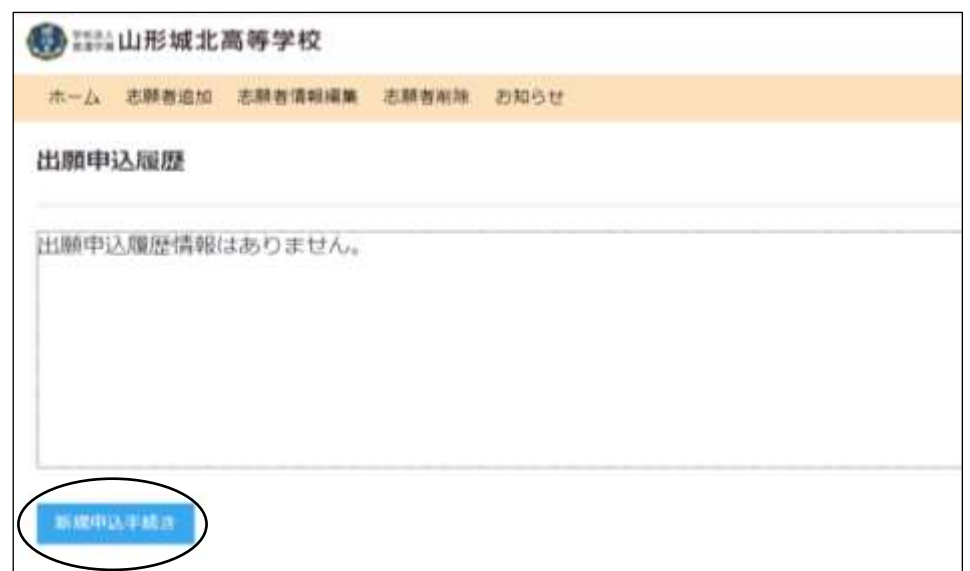 山形城北高等学校
ホーム 志願者追加 志願者情報編集 志願者削除 お知らせ
出願申込履歴
出願申込履歴情報はありません。
新規申込手続き